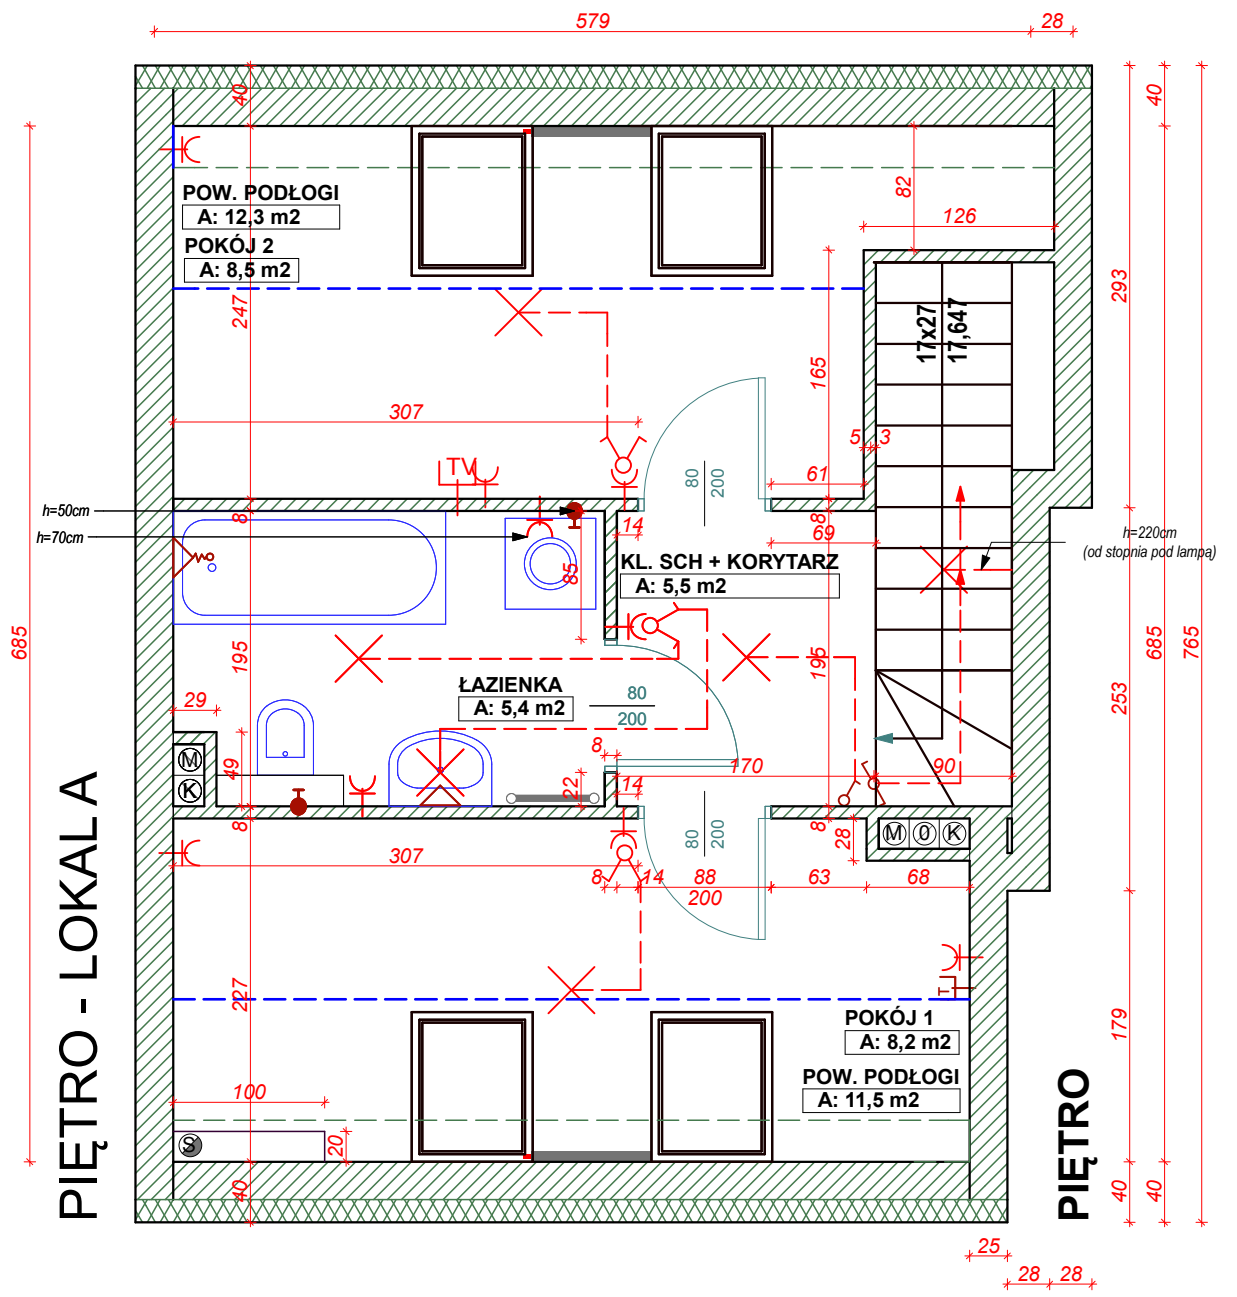 579
28
40
40
82
126
POW. PODŁOGI
A: 12,3 m2
POKÓJ 2
A: 8,5 m2
247
293
17x27
17,647
165
307
5
3
80
200
61
TV
h=50cm
h=70cm
8
14
8
69
85
h=220cm
(od stopnia pod lampą)
KL. SCH + KORYTARZ
A: 5,5 m2
685
685
765
195
195
253
ŁAZIENKA
A: 5,4 m2
80
200
29
M
K
49
8
22
14
170
90
8
80
200
8
28
M
0
K
307
8
14
88
200
63
68
227
T
POKÓJ 1
A: 8,2 m2
POW. PODŁOGI
A: 11,5 m2
179
100
S
20
40
40
40
25
28
28
PIĘTRO - LOKAL A
PIĘTRO